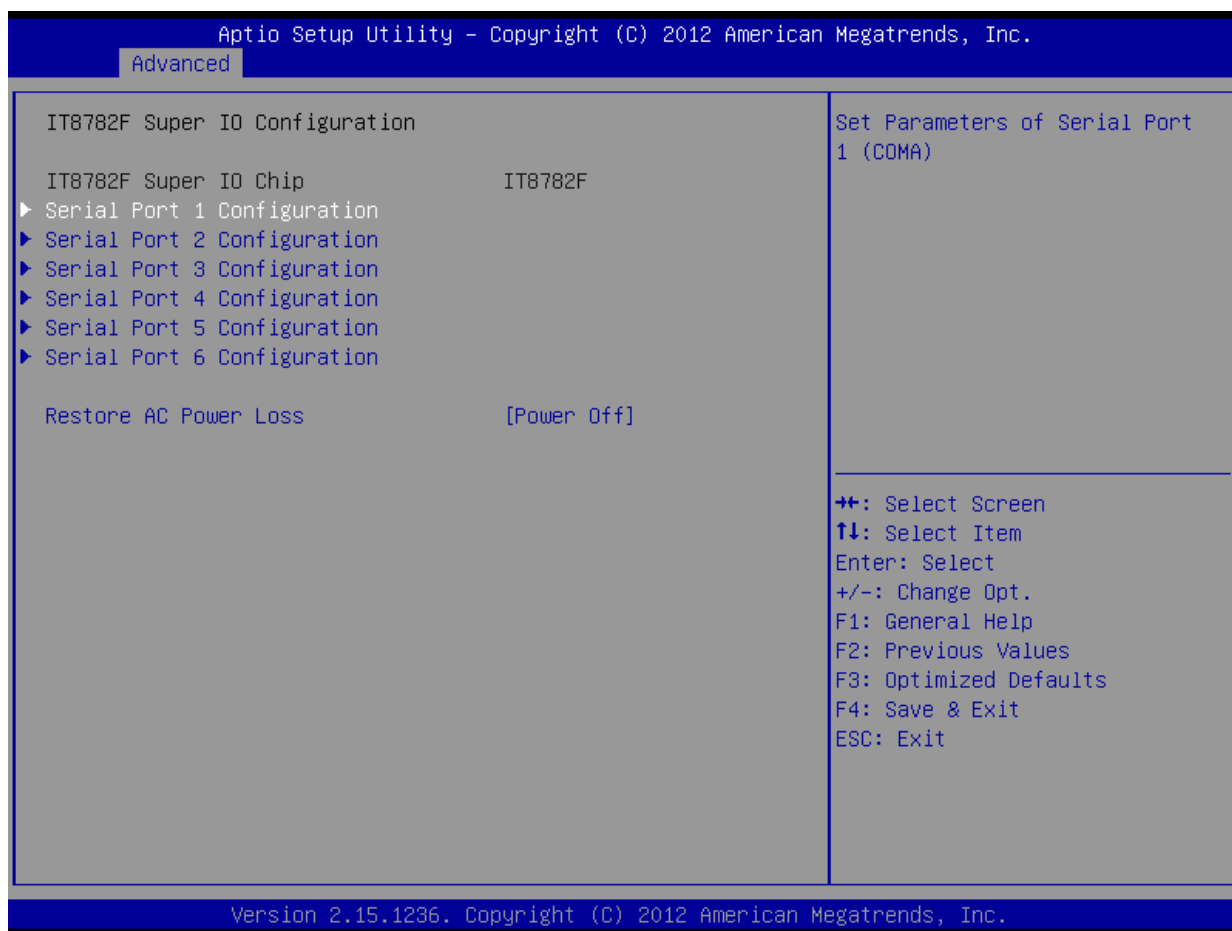 Aptio Setup Utility – Copyright (C) 2012 American Megatrends, Inc.
Advanced
IT8782F Super IO Configuration
IT8782F Super IO Chip IT8782F
▶ Serial Port 1 Configuration
▶ Serial Port 2 Configuration
▶ Serial Port 3 Configuration
▶ Serial Port 4 Configuration
▶ Serial Port 5 Configuration
▶ Serial Port 6 Configuration
Restore AC Power Loss [Power Off]
Set Parameters of Serial Port
1 (COMA)
→←: Select Screen
↑↓: Select Item
Enter: Select
+/-: Change Opt.
F1: General Help
F2: Previous Values
F3: Optimized Defaults
F4: Save & Exit
ESC: Exit
Version 2.15.1236. Copyright (C) 2012 American Megatrends, Inc.